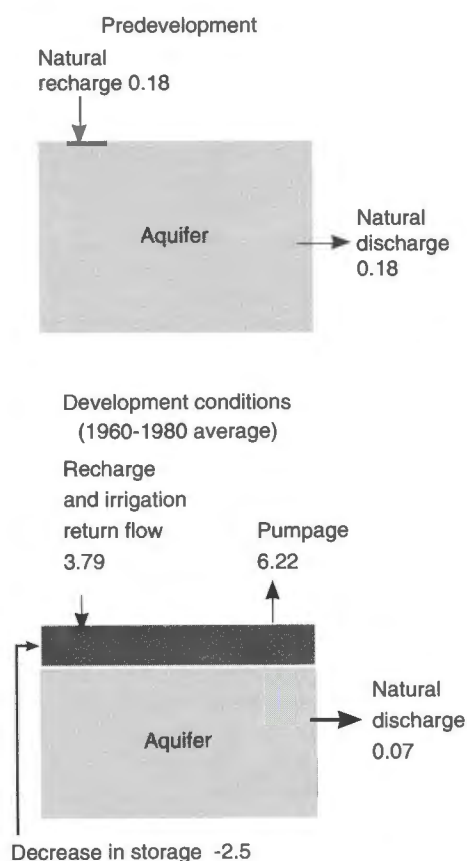 Predevelopment
Natural
recharge 0.18
Aquifer
Natural
discharge
0.18
Development conditions
(1960-1980 average)
Recharge
and irrigation
return flow
3.79
Pumpage
6.22
Aquifer
Natural
discharge
0.07
Decrease in storage -2.5